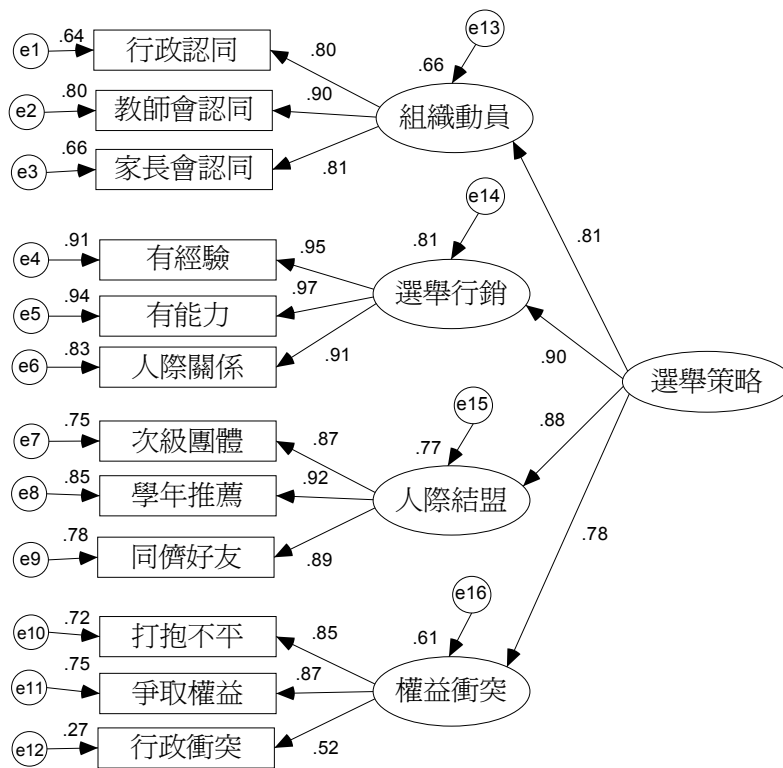 e13
e1
.64
行政認同
.80
.66
e2
.80
教師會認同
.90
組織動員
e3
.66
家長會認同
.81
e14
.81
e4
.91
有經驗
.95
.81
e5
.94
有能力
.97
選舉行銷
e6
.83
人際關係
.91
.90
選舉策略
e15
e7
.75
次級團體
.87
.77
.88
e8
.85
學年推薦
.92
人際結盟
e9
.78
同儕好友
.89
.78
e16
e10
.72
打抱不平
.85
.61
e11
.75
爭取權益
.87
權益衝突
e12
.27
行政衝突
.52